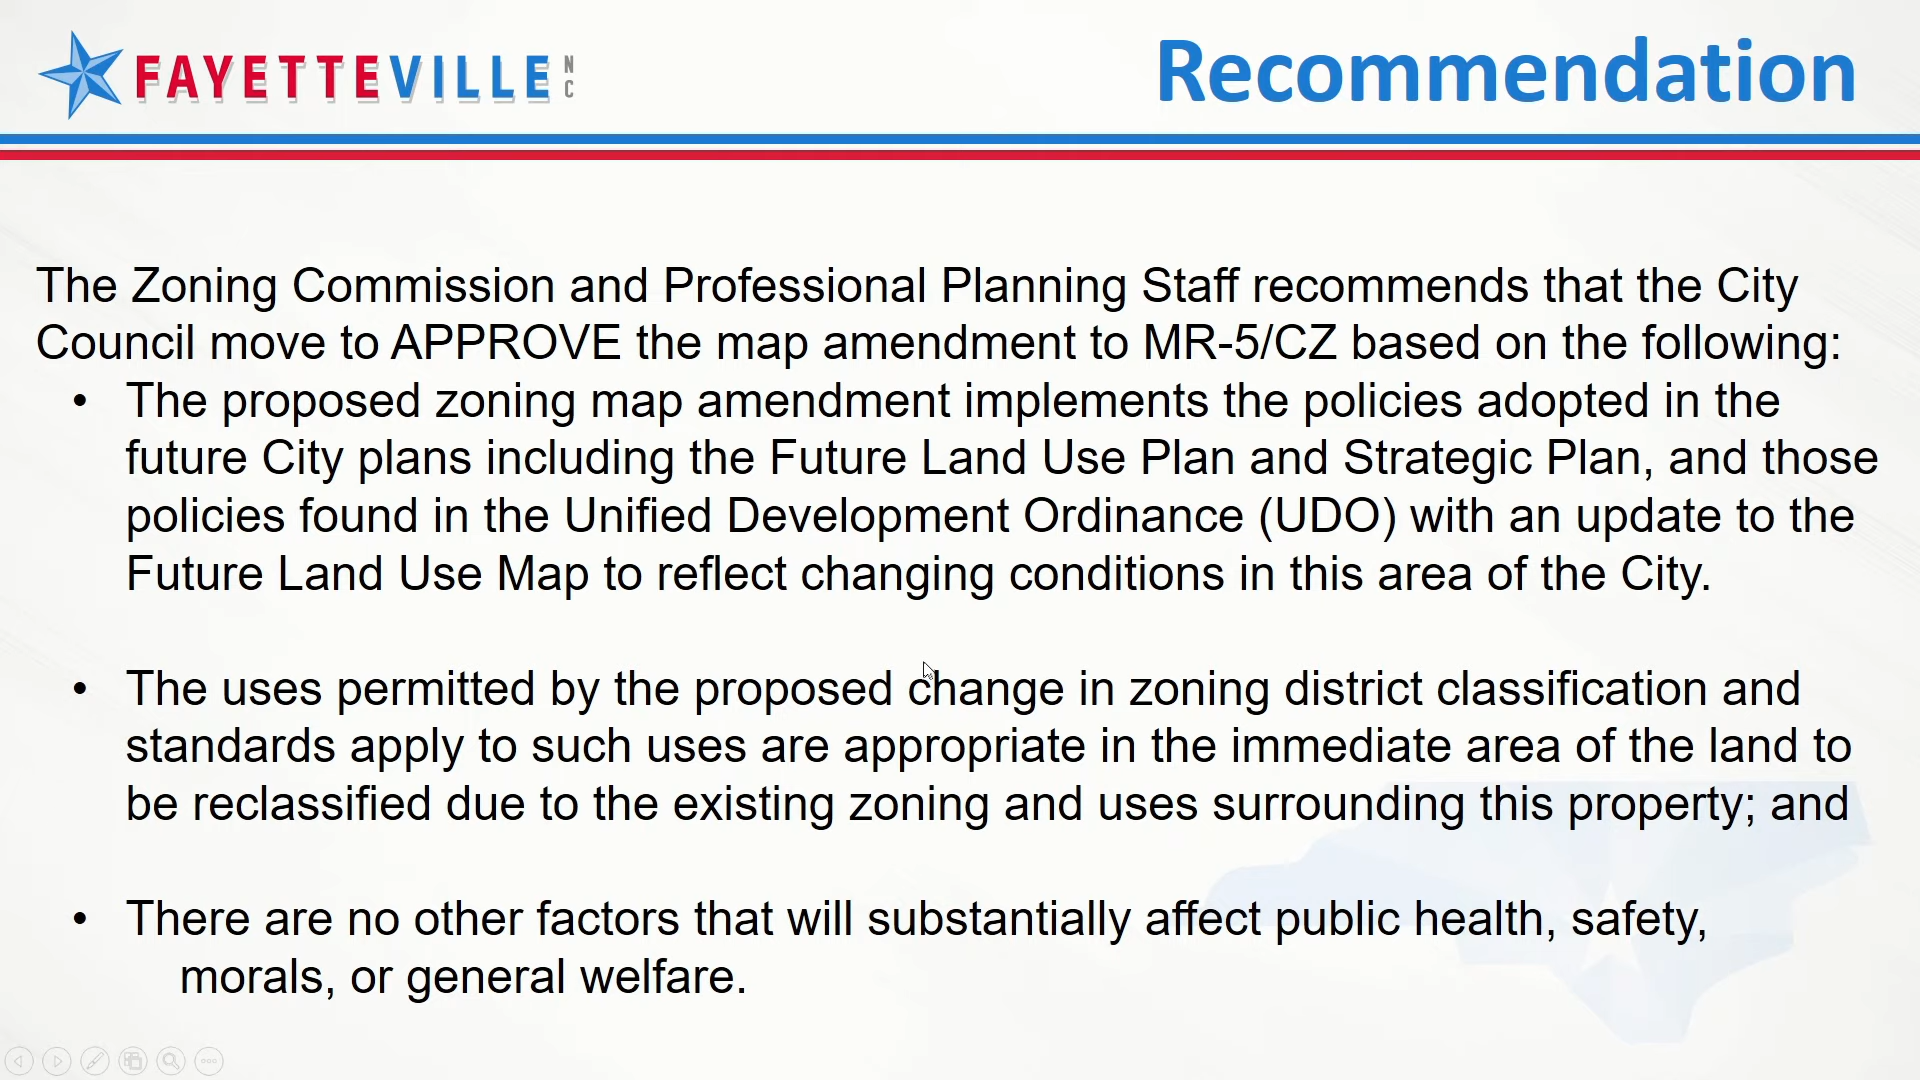 FAYETTEVILLE NC
Recommendation
The Zoning Commission and Professional Planning Staff recommends that the City
Council move to APPROVE the map amendment to MR-5/CZ based on the following:
• The proposed zoning map amendment implements the policies adopted in the
future City plans including the Future Land Use Plan and Strategic Plan, and those
policies found in the Unified Development Ordinance (UDO) with an update to the
Future Land Use Map to reflect changing conditions in this area of the City.
• The uses permitted by the proposed change in zoning district classification and
standards apply to such uses are appropriate in the immediate area of the land to
be reclassified due to the existing zoning and uses surrounding this property; and
• There are no other factors that will substantially affect public health, safety,
morals, or general welfare.